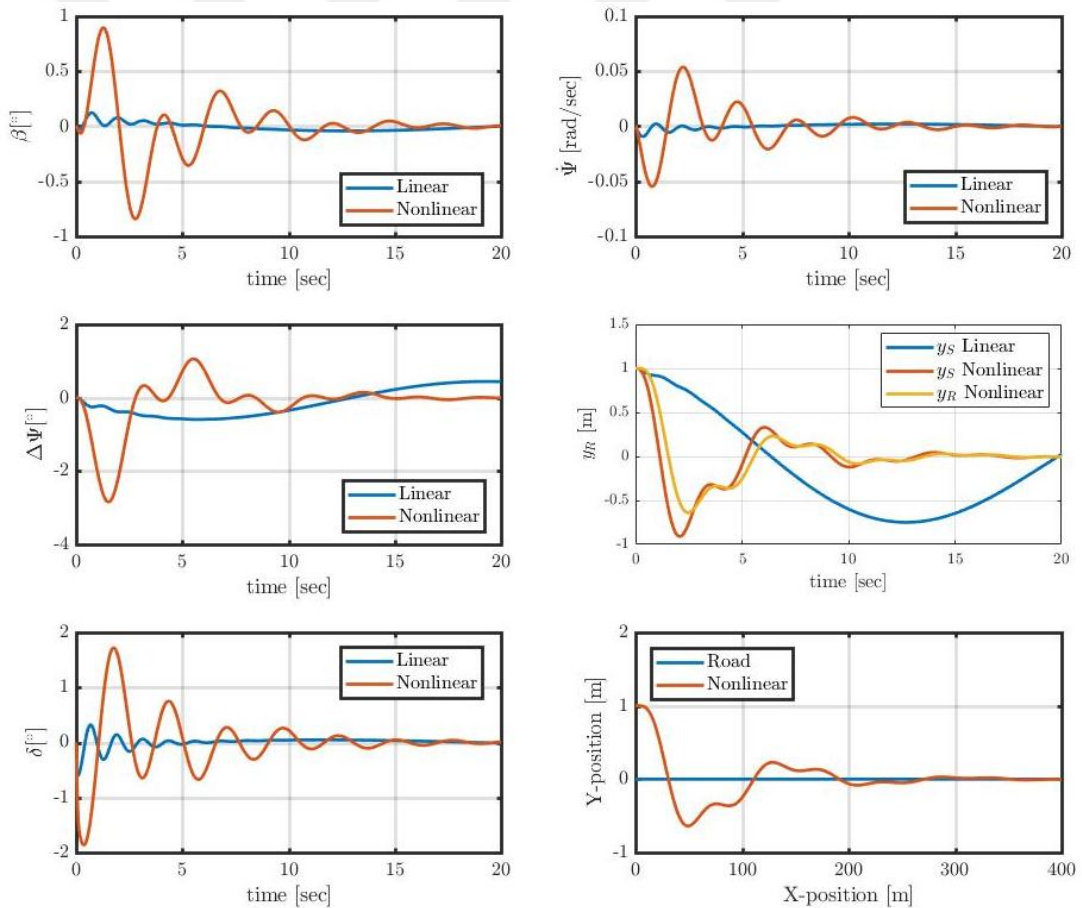 1
0.5
0
-0.5
-1
β[°]
0 5 10 15 20
time [sec]
Linear
Nonlinear
0.1
0.05
0
-0.05
-0.1
Ψ̇ [rad/sec]
0 5 10 15 20
time [sec]
Linear
Nonlinear
2
0
-2
-4
ΔΨ[°]
0 5 10 15 20
time [sec]
Linear
Nonlinear
1.5
1
0.5
0
-0.5
-1
y_R [m]
0 5 10 15 20
time [sec]
y_S Linear
y_S Nonlinear
y_R Nonlinear
2
1
0
-1
-2
δ[°]
0 5 10 15 20
time [sec]
Linear
Nonlinear
2
1
0
-1
Y-position [m]
0 100 200 300 400
X-position [m]
Road
Nonlinear